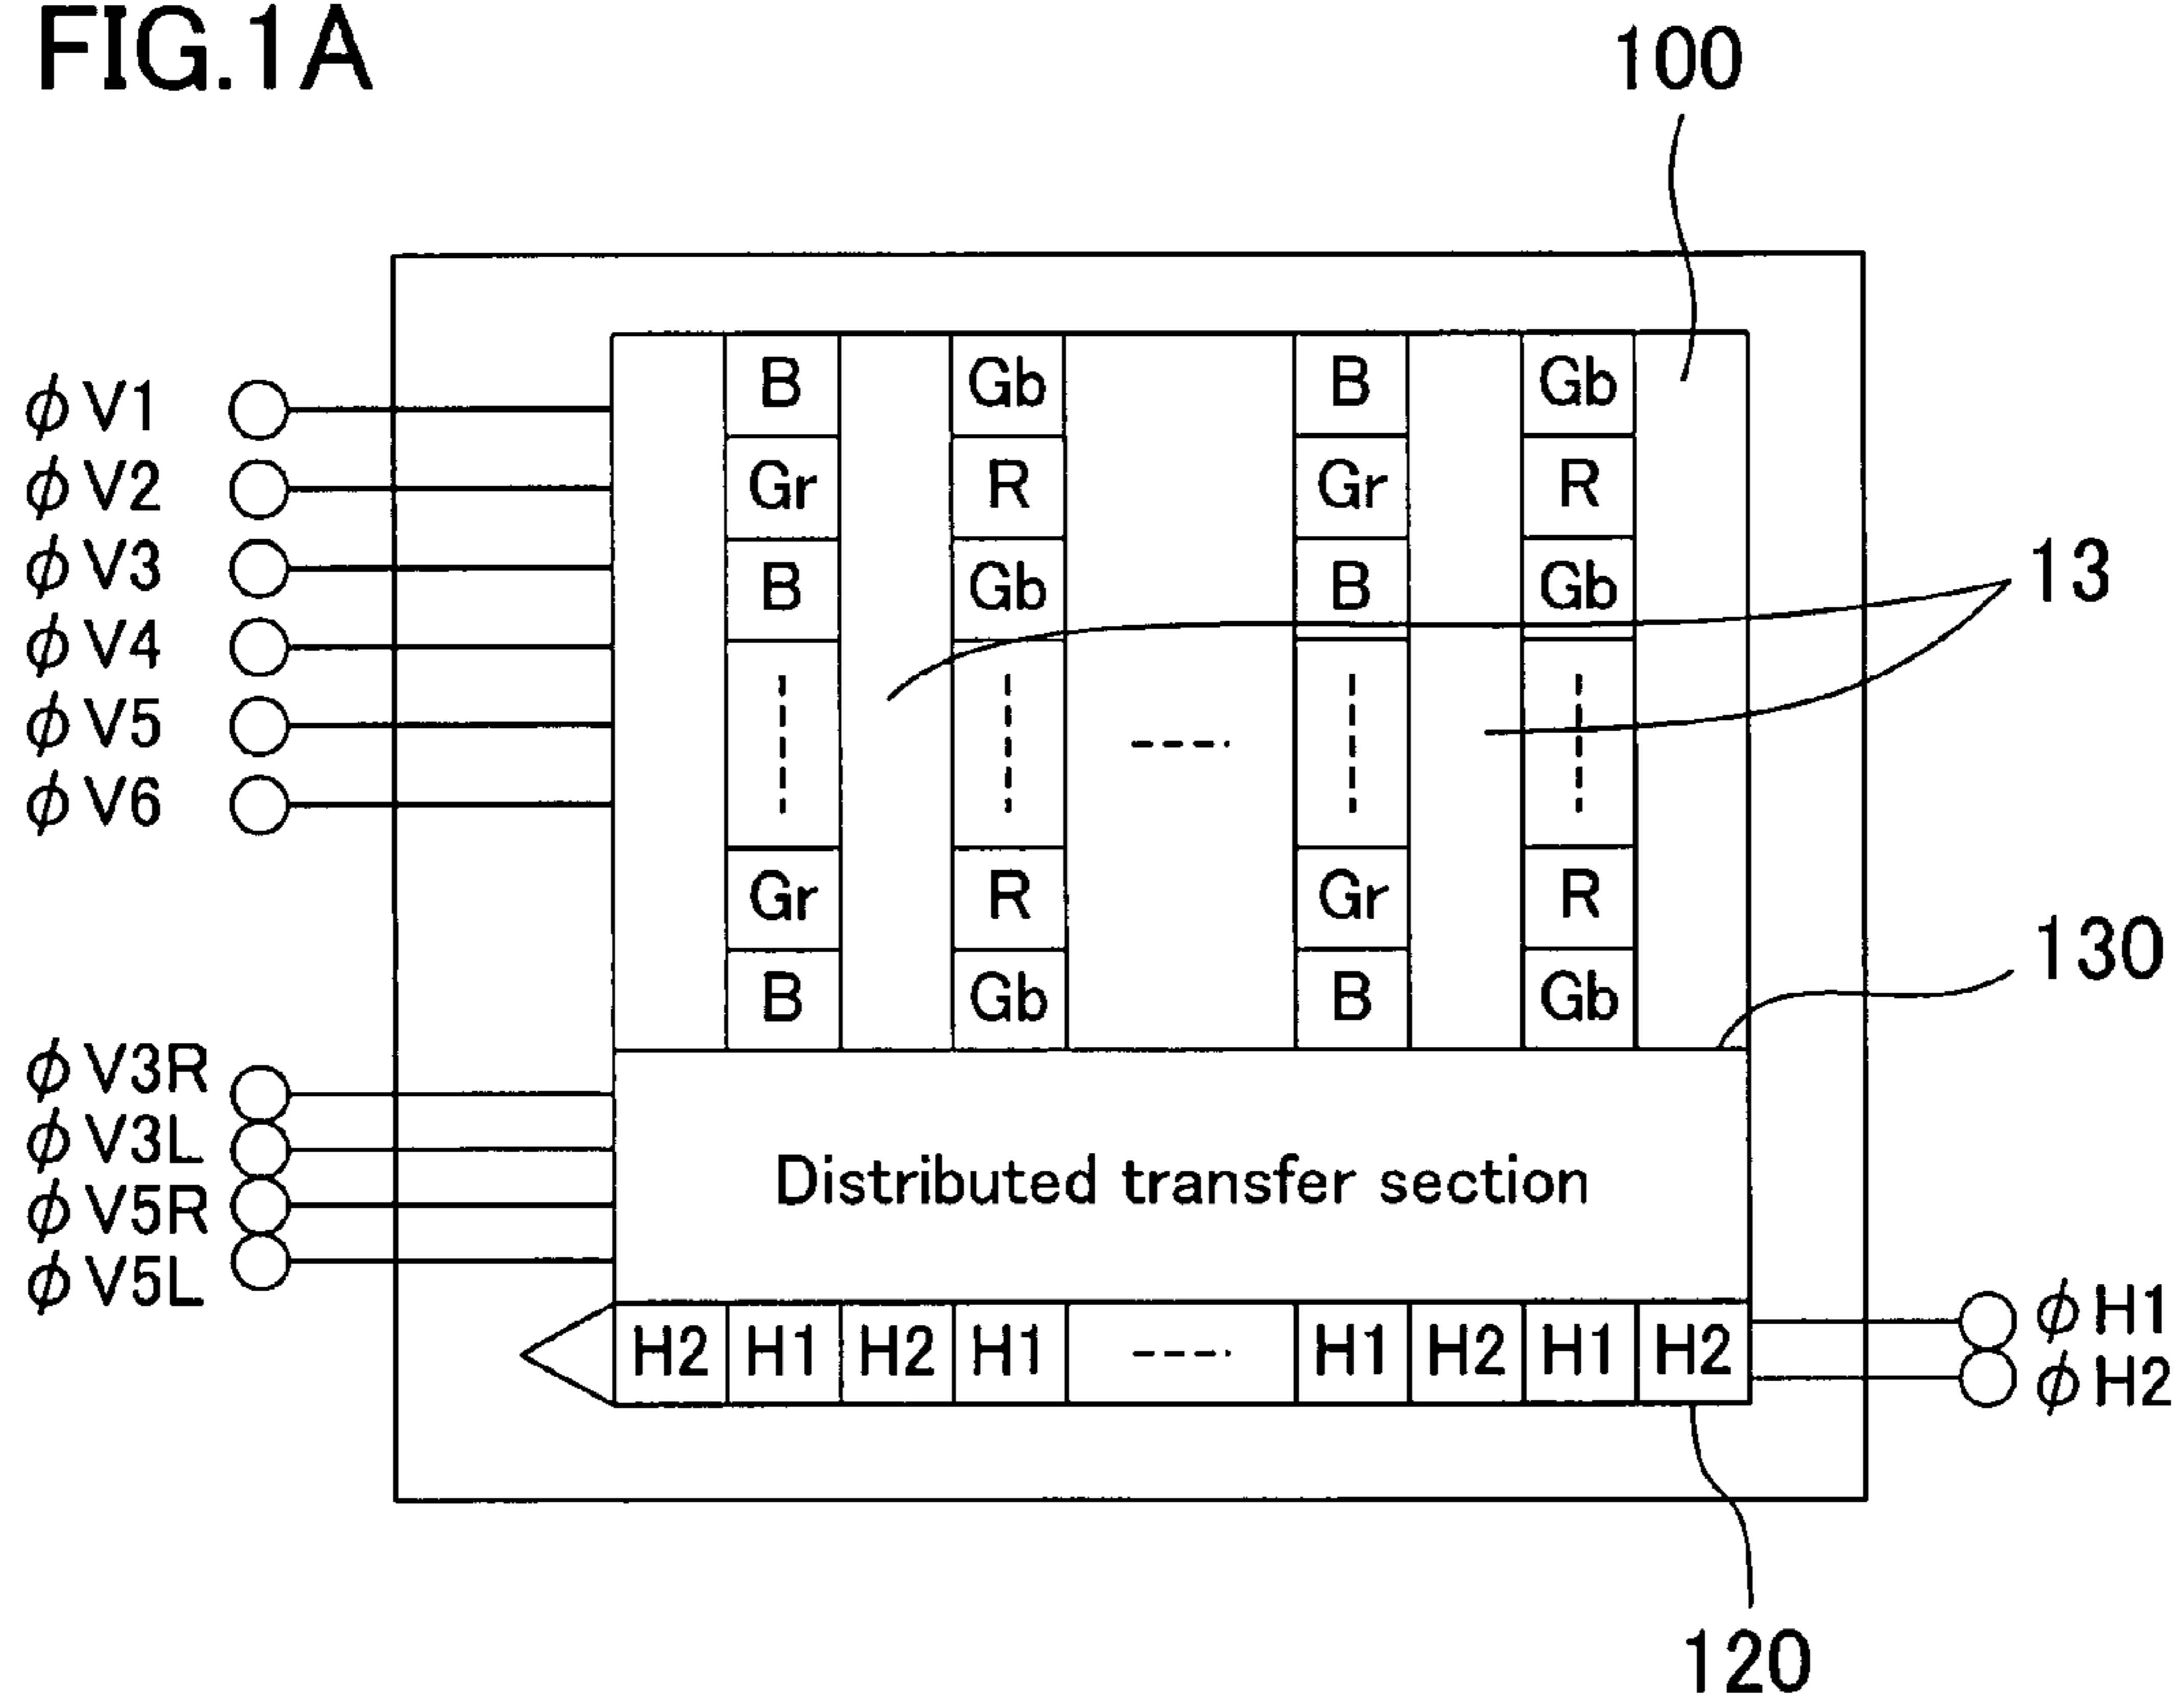 FIG.1A
100
B Gb B Gb
ϕV1
Gr R Gr R
ϕV2
B Gb B Gb
ϕV3
13
ϕV4
ϕV5
ϕV6
Gr R Gr R
130
B Gb B Gb
ϕV3R
ϕV3L
Distributed transfer section
ϕV5R
ϕV5L
ϕH1
H2 H1 H2 H1 H1 H2 H1 H2
ϕH2
120